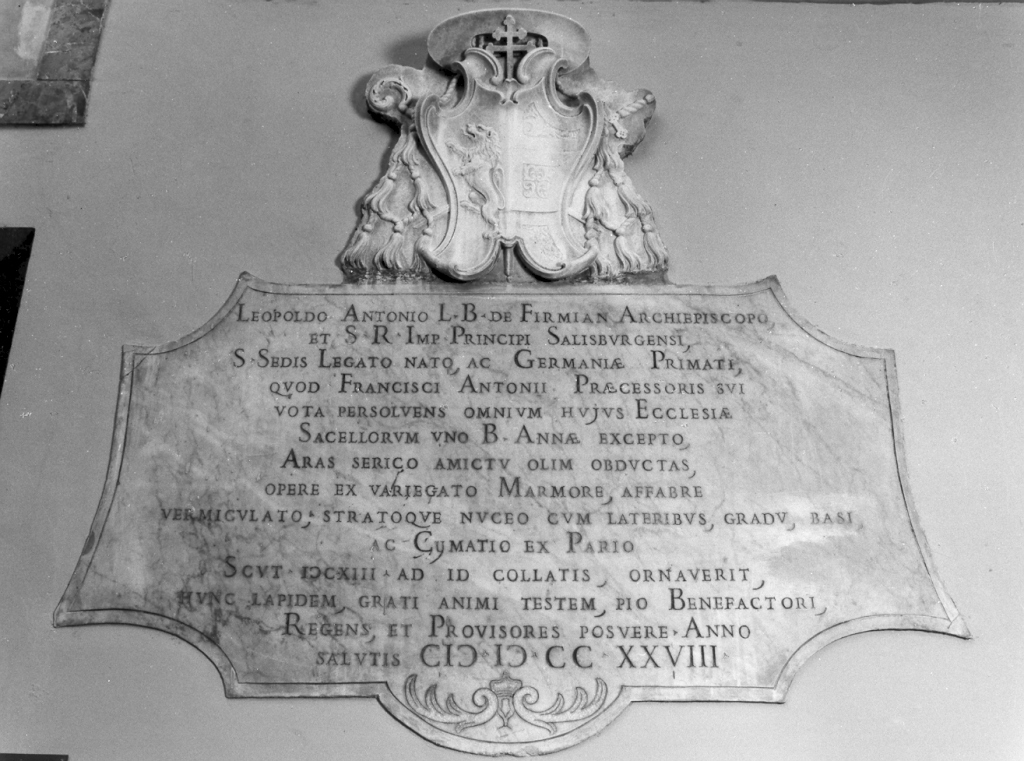 LEOPOLDO ANTONIO L·B·DE FIRMIAN ARCHIEPISCOPO,
ET S·R·IMP·PRINCIPI SALISBVRGENSI,
S·SEDIS LEGATO NATO, AC GERMANIÆ PRIMATI,
QVOD FRANCISCI ANTONII PRÆCESSORIS SVI
VOTA PERSOLVENS OMNIVM HVJVS ECCLESIÆ
SACELLORVM VNO B·ANNÆ EXCEPTO,
ARAS SERICO AMICTV OLIM OBDVCTAS,
OPERE EX VARIEGATO MARMORE, AFFABRE
VERMICVLATO, STRATOQVE NVCEO CVM LATERIBVS, GRADV, BASI,
AC CYMATIO EX PARIO
SCVT·IƆCXIII·AD ID COLLATIS, ORNAVERIT,
HVNC LAPIDEM, GRATI ANIMI TESTEM, PIO BENEFACTORI,
REGENS, ET PROVISORES POSVERE·ANNO
SALVTIS CIƆ·IƆ·CC·XXVIII